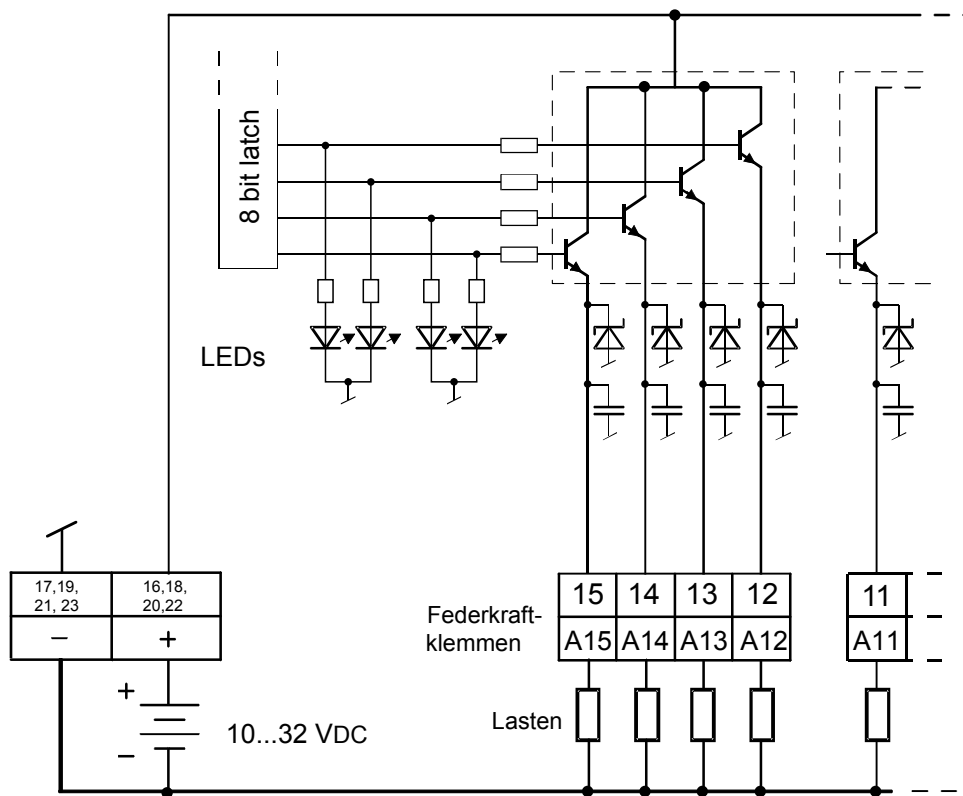 8 bit latch
LEDs
17,19,
21, 23
16,18,
20,22
–
+
+
–
10...32 VDC
Federkraft-
klemmen
15 14 13 12 11
A15 A14 A13 A12 A11
Lasten